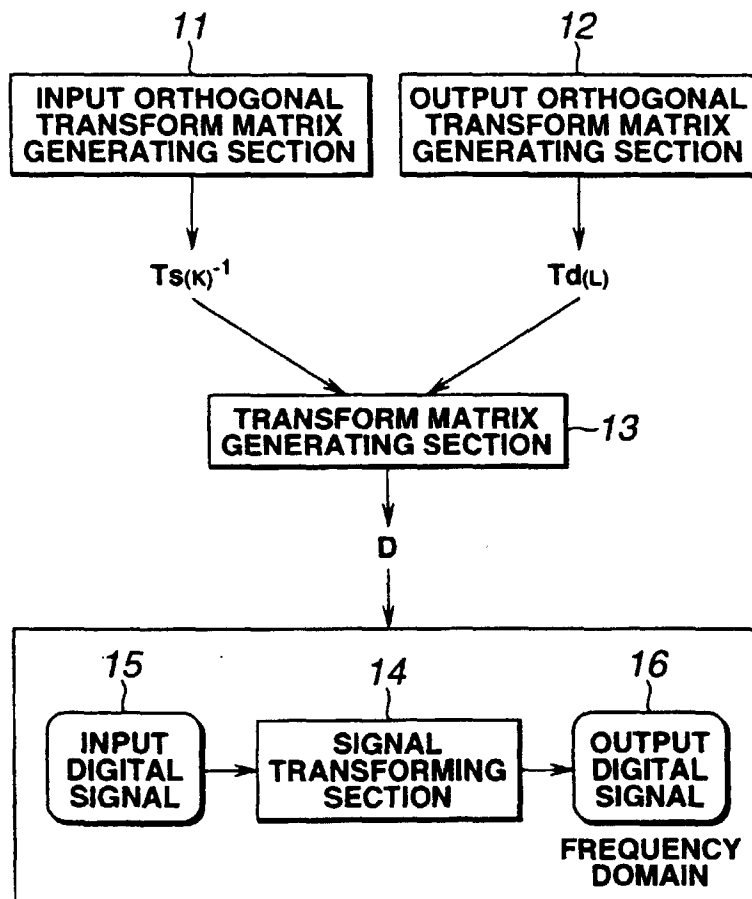 11
12
INPUT ORTHOGONAL
TRANSFORM MATRIX
GENERATING SECTION
OUTPUT ORTHOGONAL
TRANSFORM MATRIX
GENERATING SECTION
Ts(K)⁻¹
Td(L)
TRANSFORM MATRIX
GENERATING SECTION
13
D
15
14
16
INPUT
DIGITAL
SIGNAL
SIGNAL
TRANSFORMING
SECTION
OUTPUT
DIGITAL
SIGNAL
FREQUENCY
DOMAIN